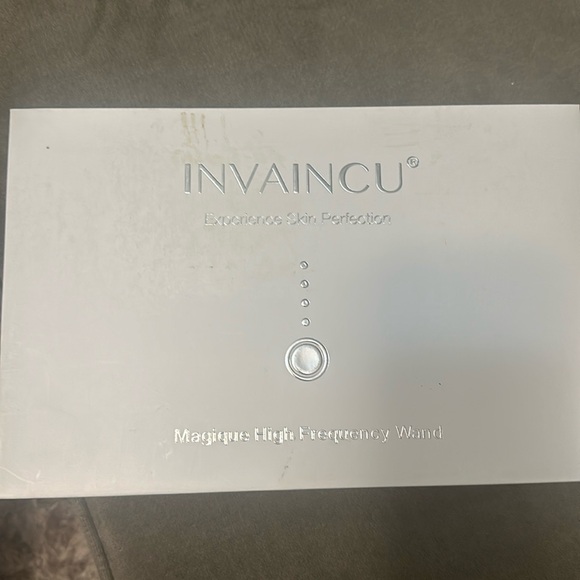 INVAINCU®
Experience Skin Perfection
Magique High Frequency Wand